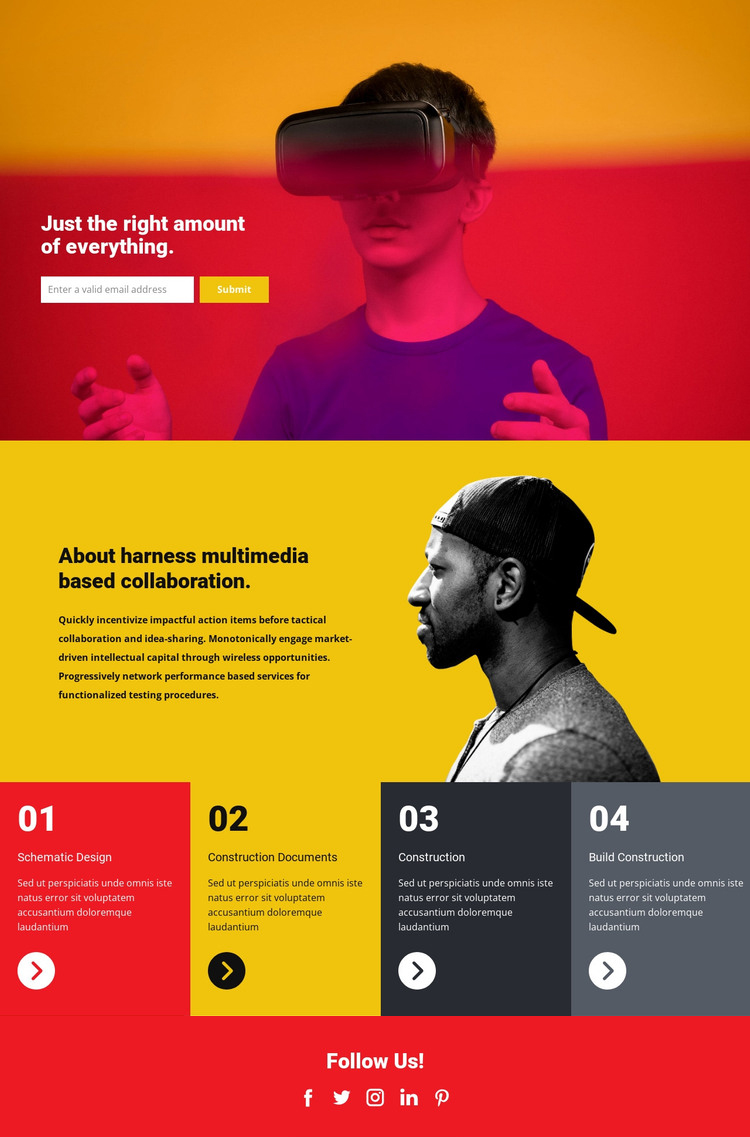 Just the right amount
of everything.
Enter a valid email address
Submit
About harness multimedia
based collaboration.
Quickly incentivize impactful action items before tactical
collaboration and idea-sharing. Monotonically engage market-
driven intellectual capital through wireless opportunities.
Progressively network performance based services for
functionalized testing procedures.
01
Schematic Design
Sed ut perspiciatis unde omnis iste
natus error sit voluptatem
accusantium doloremque
laudantium
02
Construction Documents
Sed ut perspiciatis unde omnis iste
natus error sit voluptatem
accusantium doloremque
laudantium
03
Construction
Sed ut perspiciatis unde omnis iste
natus error sit voluptatem
accusantium doloremque
laudantium
04
Build Construction
Sed ut perspiciatis unde omnis iste
natus error sit voluptatem
accusantium doloremque
laudantium
Follow Us!